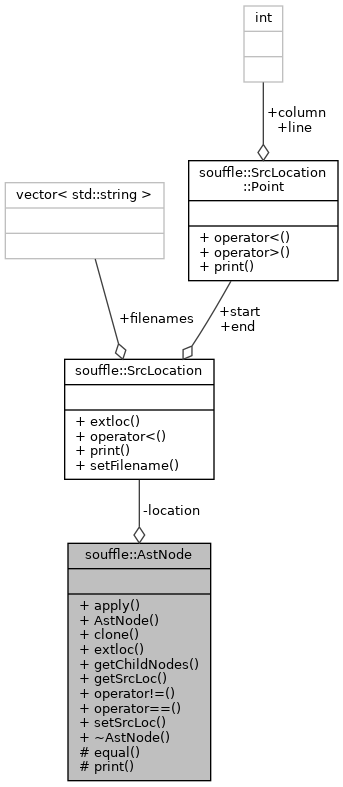 int
+column
+line
souffle::SrcLocation
::Point
+ operator<()
+ operator>()
+ print()
vector< std::string >
+filenames
+start
+end
souffle::SrcLocation
+ extloc()
+ operator<()
+ print()
+ setFilename()
-location
souffle::AstNode
+ apply()
+ AstNode()
+ clone()
+ extloc()
+ getChildNodes()
+ getSrcLoc()
+ operator!=()
+ operator==()
+ setSrcLoc()
+ ~AstNode()
# equal()
# print()